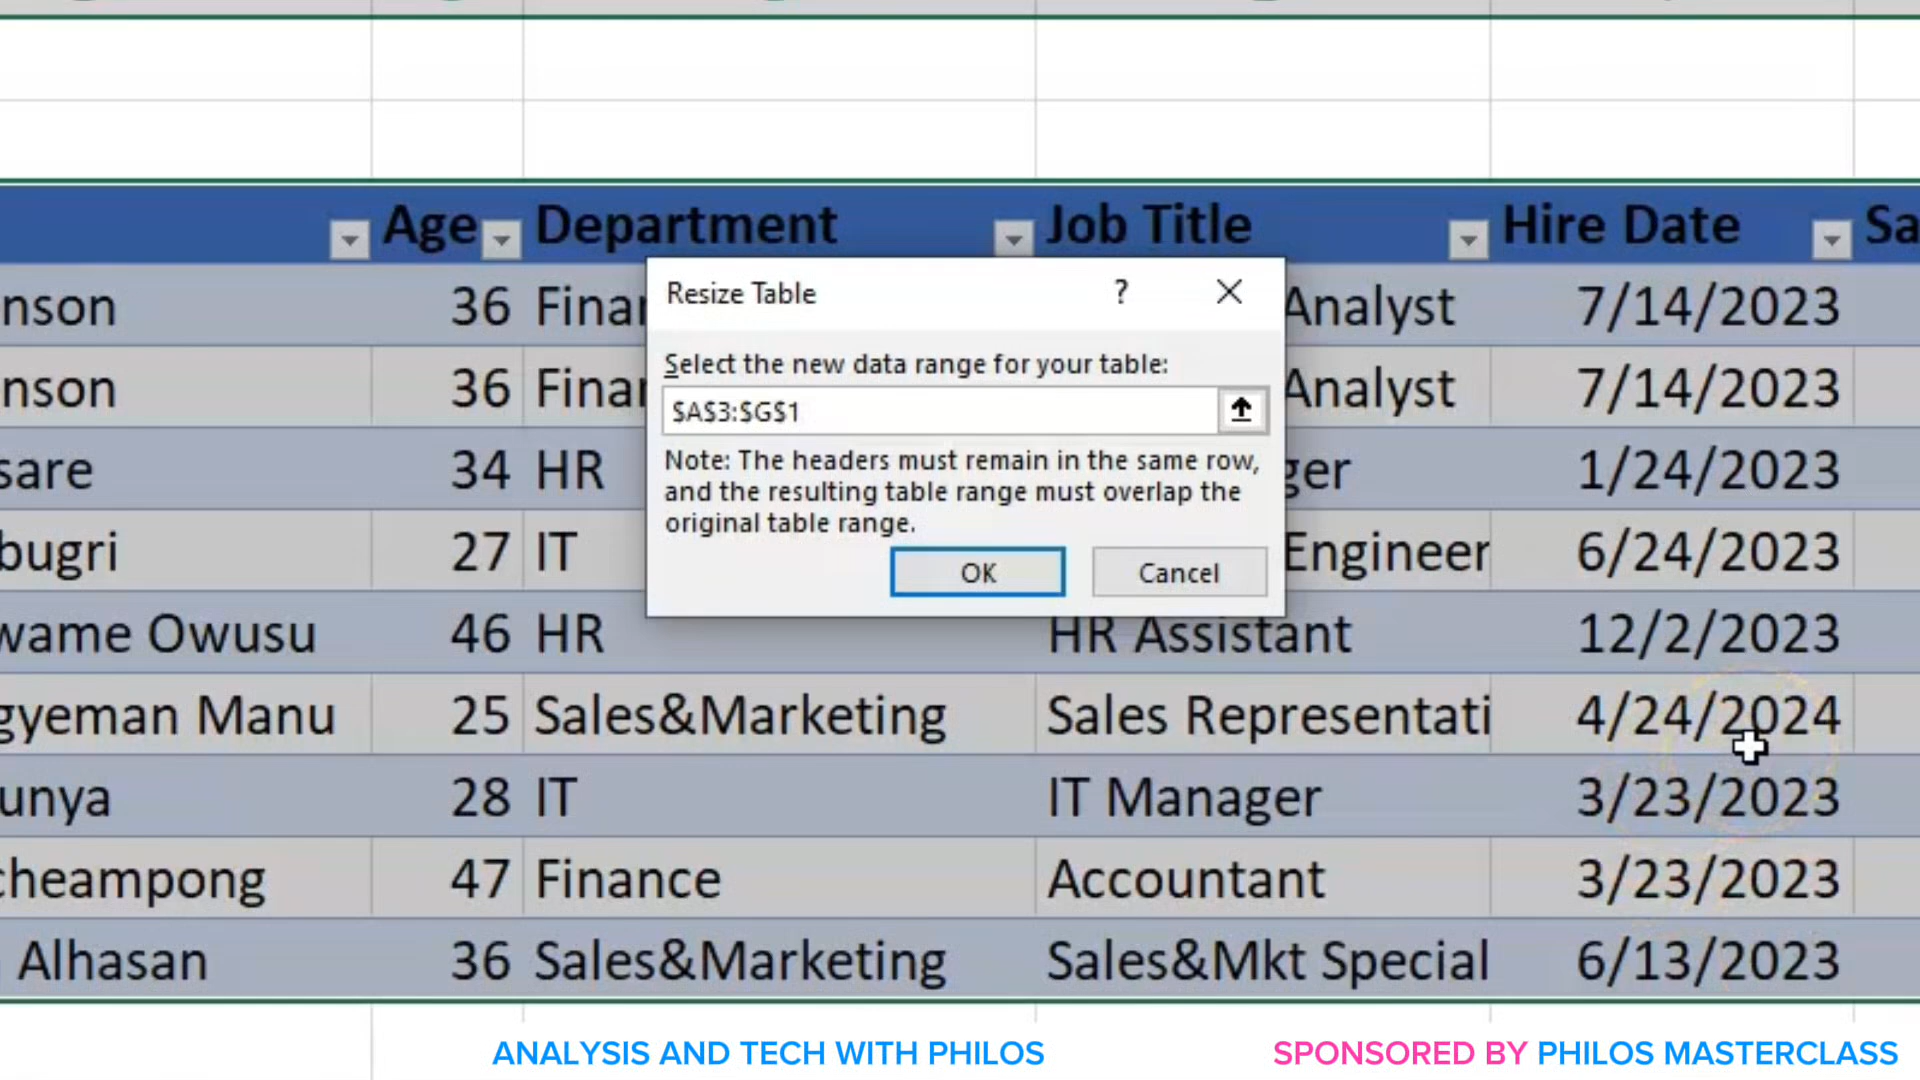 Age Department Job Title Hire Date Sa
nson 36 Finan Analyst 7/14/2023
nson 36 Finan Analyst 7/14/2023
sare 34 HR ger 1/24/2023
bugri 27 IT Engineer 6/24/2023
wame Owusu 46 HR HR Assistant 12/2/2023
gyeman Manu 25 Sales&Marketing Sales Representati 4/24/2024
unya 28 IT IT Manager 3/23/2023
cheampong 47 Finance Accountant 3/23/2023
Alhasan 36 Sales&Marketing Sales&Mkt Special 6/13/2023
Resize Table ?
Select the new data range for your table:
$A$3:$G$1
Note: The headers must remain in the same row,
and the resulting table range must overlap the
original table range.
OK Cancel
ANALYSIS AND TECH WITH PHILOS
SPONSORED BY PHILOS MASTERCLASS